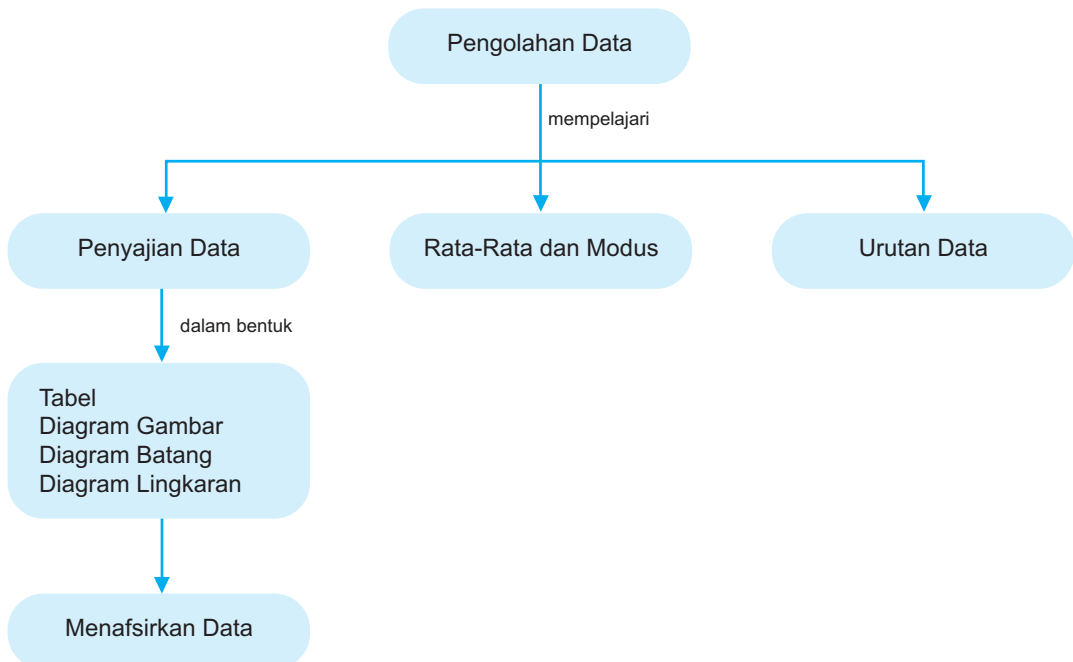 Pengolahan Data
mempelajari
Penyajian Data
Rata-Rata dan Modus
Urutan Data
dalam bentuk
Tabel
Diagram Gambar
Diagram Batang
Diagram Lingkaran
Menafsirkan Data